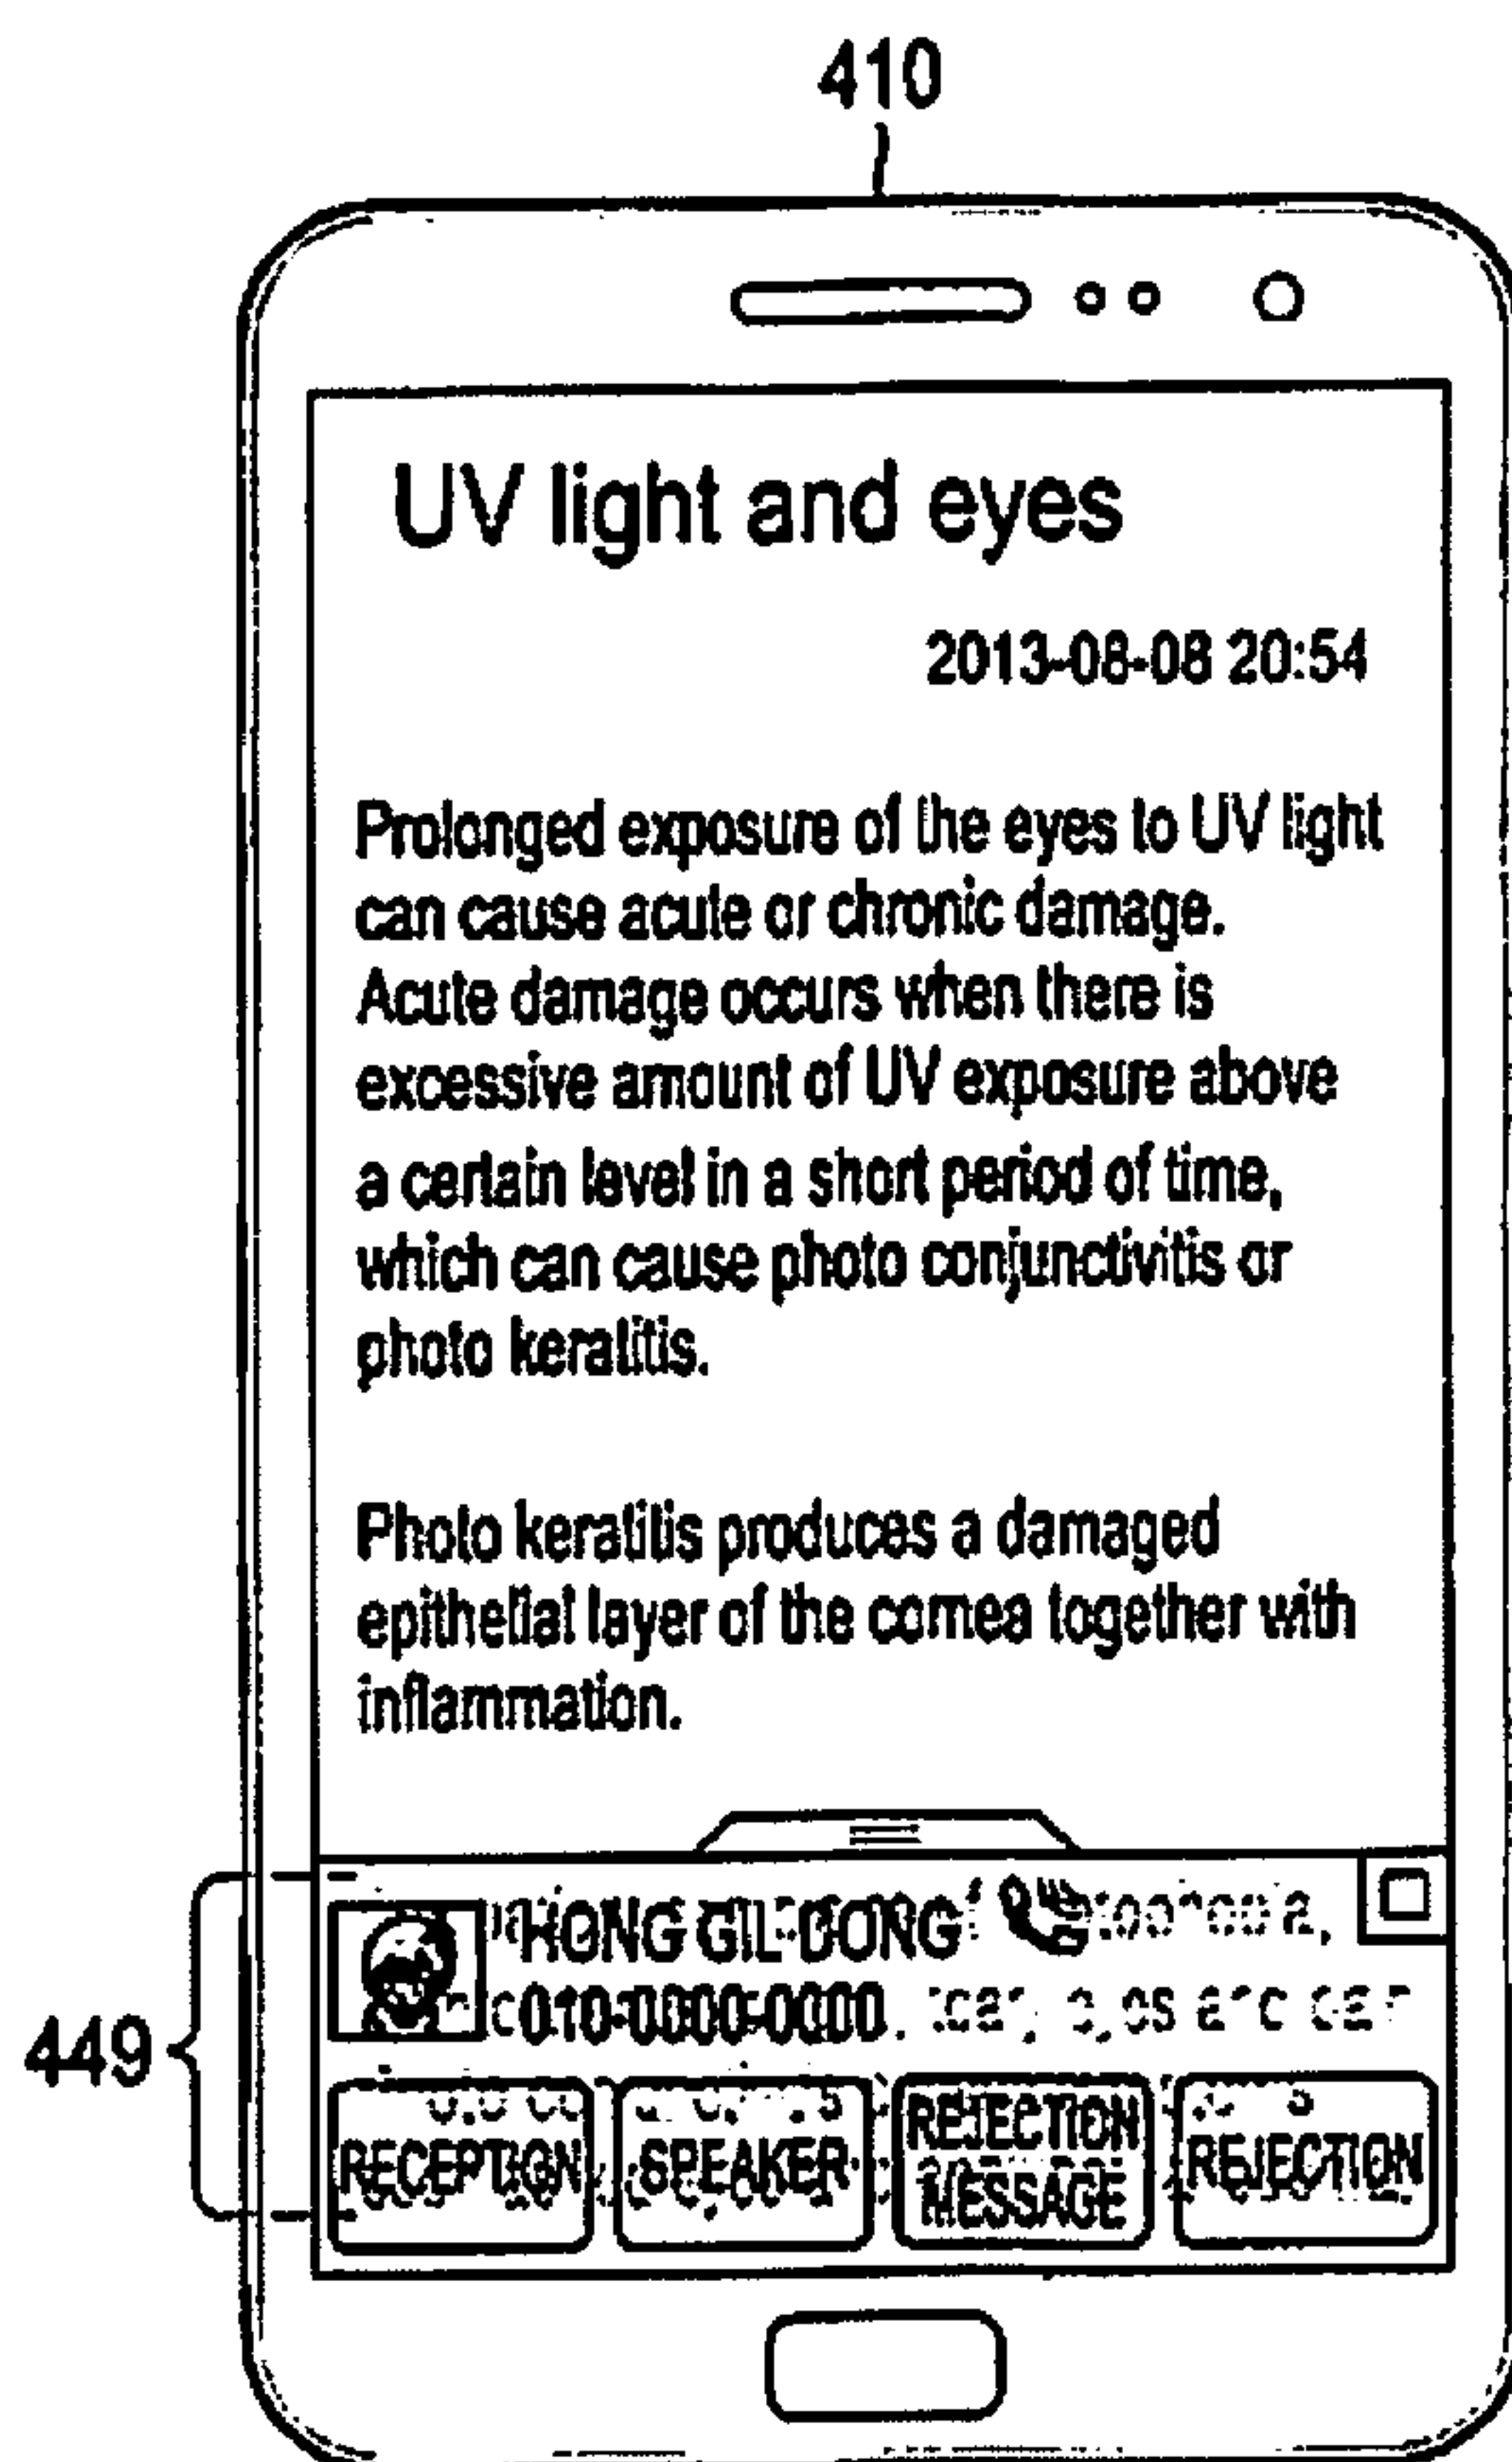 410
UV light and eyes
2013-08-08 20:54
Prolonged exposure of the eyes to UV light
can cause acute or chronic damage.
Acute damage occurs when there is
excessive amount of UV exposure above
a certain level in a short period of time,
which can cause photo conjunctivitis or
photo keratitis.
Photo keratitis produces a damaged
epithelial layer of the cornea together with
inflammation.
HONG GIL DONG
010-0000-0000
449
RECEPTION
SPEAKER
REJECTION
MESSAGE
REJECTION